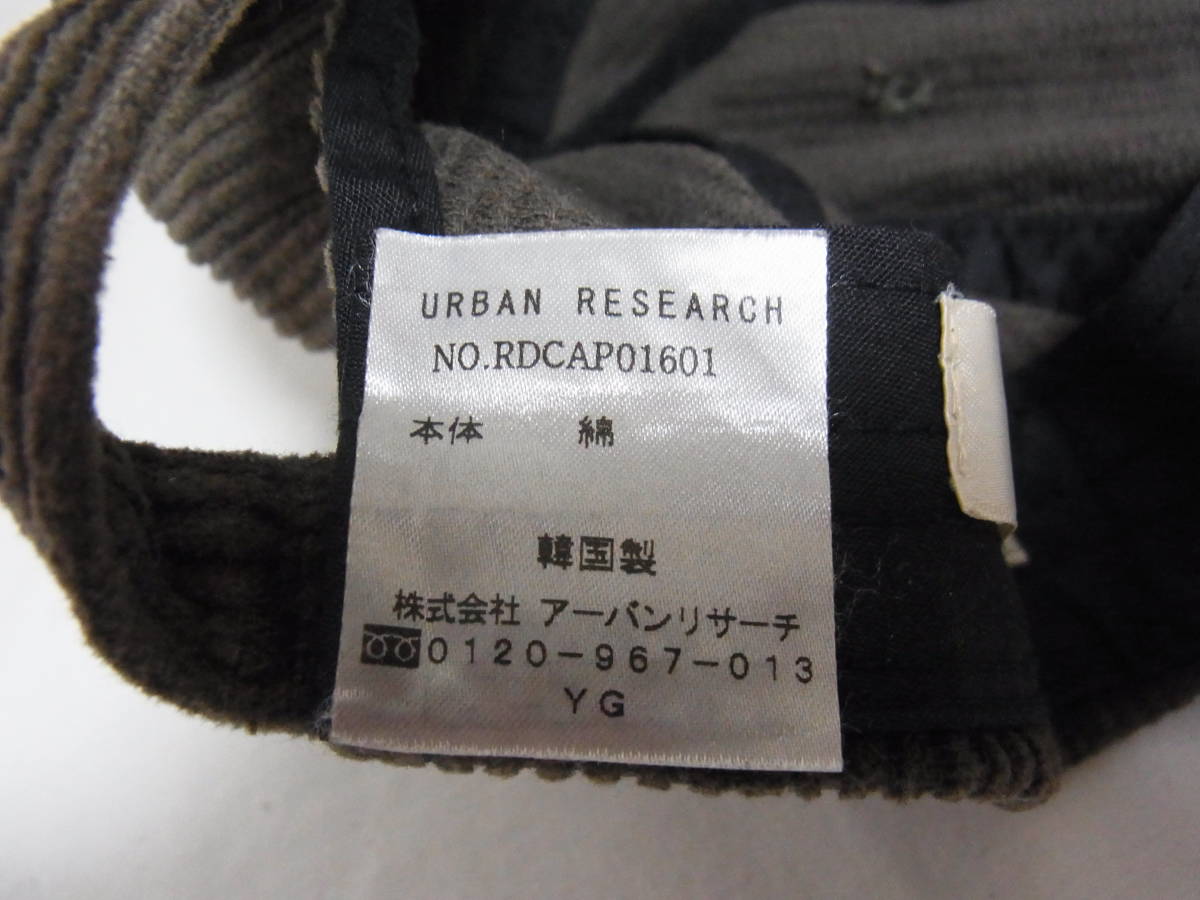 URBAN RESEARCH
NO.RDCAP01601
本体 綿
韓国製
株式会社 アーバンリサーチ
0120-967-013
YG